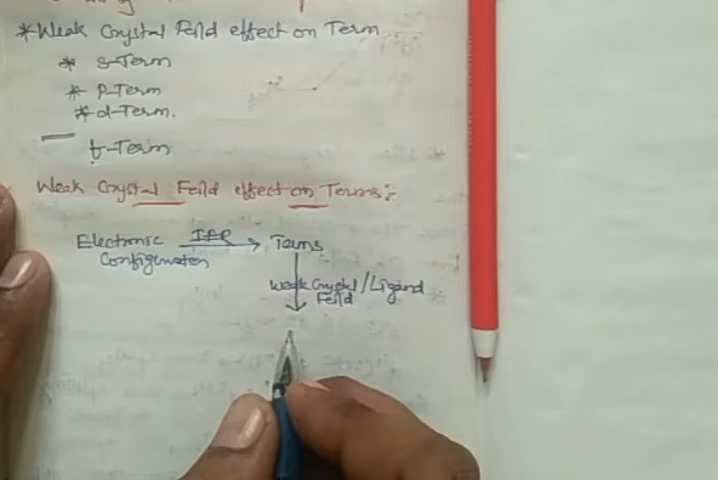 *Weak Crystal Feild effect on Term
* s-Term
* P-Term
* d-Term.
f-Term
Weak Crystal Feild effect on Terms:-
Electronic Configuration IER Terms
Weak Crystal/Ligand
Feild